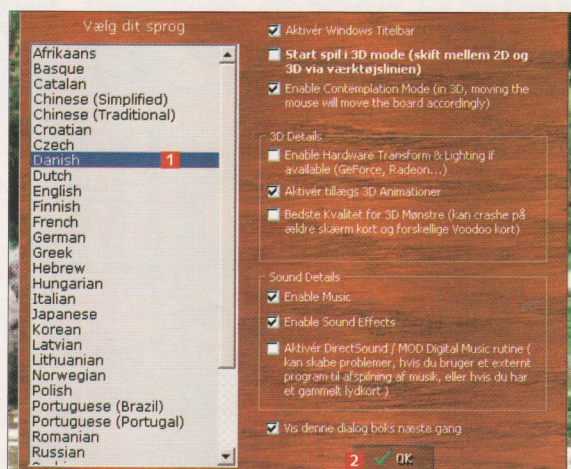 Vælg dit sprog
Afrikaans
Basque
Catalan
Chinese (Simplified)
Chinese (Traditional)
Croatian
Czech
Danish 1
Dutch
English
Finnish
French
German
Greek
Hebrew
Hungarian
Italian
Japanese
Korean
Latvian
Lithuanian
Norwegian
Polish
Portuguese (Brazil)
Portuguese (Portugal)
Romanian
Russian
Aktivér Windows Titelbar
Start spil i 3D mode (skift mellem 2D og
3D via værktøjslinien)
Enable Contemplation Mode (in 3D, moving the
mouse will move the board accordingly)
3D Details
Enable Hardware Transform & Lighting if
available (GeForce, Radeon...)
Aktivér tillægs 3D Animationer
Bedste Kvalitet for 3D Mønstre (kan crashe på
ældre skærm kort og forskellige Voodoo kort)
Sound Details
Enable Music
Enable Sound Effects
Aktivér DirectSound / MOD Digital Music rutine (
kan skabe problemer, hvis du bruger et externt
program til afspilning af musik, eller hvis du har
et gammelt lydkort )
Vis denne dialog boks næste gang
2 OK